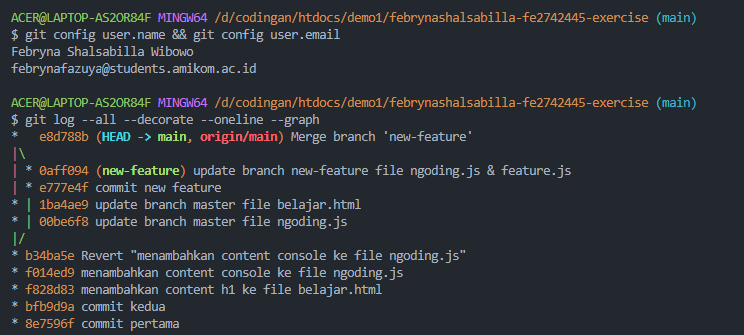 ACER@LAPTOP-AS2OR84F MINGW64 /d/codingan/htdocs/demo1/febrynashalsabilla-fe2742445-exercise (main)
$ git config user.name && git config user.email
Febryna Shalsabilla Wibowo
febrynafazuya@students.amikom.ac.id

ACER@LAPTOP-AS2OR84F MINGW64 /d/codingan/htdocs/demo1/febrynashalsabilla-fe2742445-exercise (main)
$ git log --all --decorate --oneline --graph
*   e8d788b (HEAD -> main, origin/main) Merge branch 'new-feature'
|\
| * 0aff094 (new-feature) update branch new-feature file ngoding.js & feature.js
| * e777e4f commit new feature
* | 1ba4ae9 update branch master file belajar.html
* | 00be6f8 update branch master file ngoding.js
|/
* b34ba5e Revert "menambahkan content console ke file ngoding.js"
* f014ed9 menambahkan content console ke file ngoding.js
* f828d83 menambahkan content h1 ke file belajar.html
* bfb9d9a commit kedua
* 8e7596f commit pertama